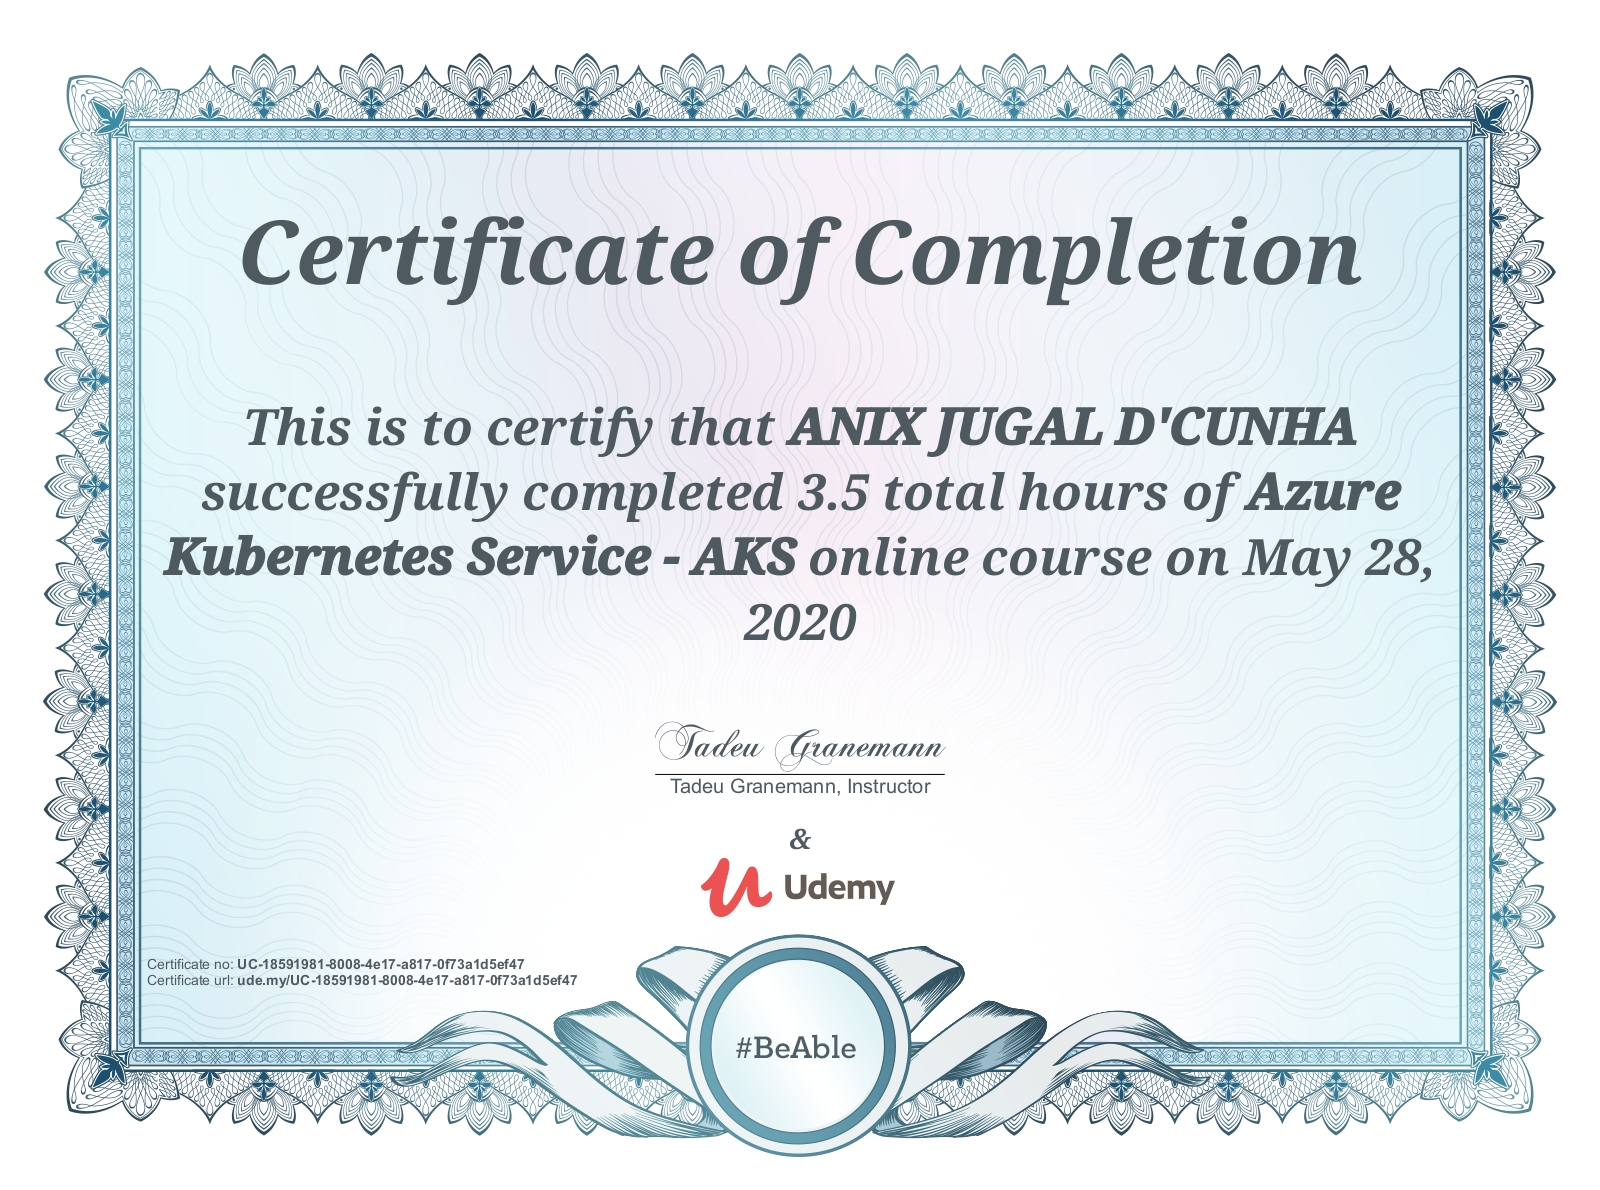 Certificate of Completion
This is to certify that ANIX JUGAL D'CUNHA
successfully completed 3.5 total hours of Azure
Kubernetes Service - AKS online course on May 28,
2020
Tadeu Granemann
Tadeu Granemann, Instructor
&
Udemy
Certificate no: UC-18591981-8008-4e17-a817-0f73a1d5ef47
Certificate url: ude.my/UC-18591981-8008-4e17-a817-0f73a1d5ef47
#BeAble